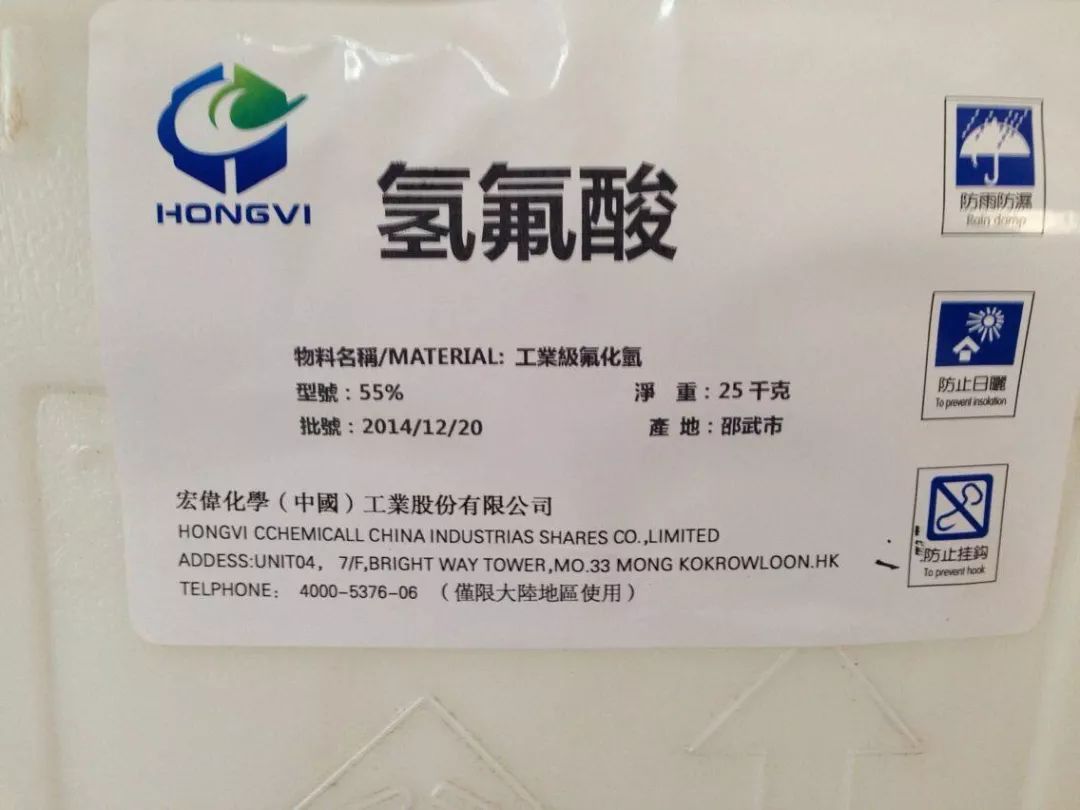 HONGVI
氢氟酸
物料名稱/MATERIAL: 工業級氟化氫
型號：55%
淨 重：25 千克
批號：2014/12/20
產 地：邵武市
宏偉化學（中國）工業股份有限公司
HONGVI CCHEMICALL CHINA INDUSTRIAS SHARES CO.,LIMITED
ADDESS:UNIT04, 7/F,BRIGHT WAY TOWER,MO.33 MONG KOKROWLOON.HK
TELPHONE: 4000-5376-06 （僅限大陸地區使用）
防雨防濕
Rain damp
防止日曬
To prevent insolation
防止挂鈎
To prevent hook